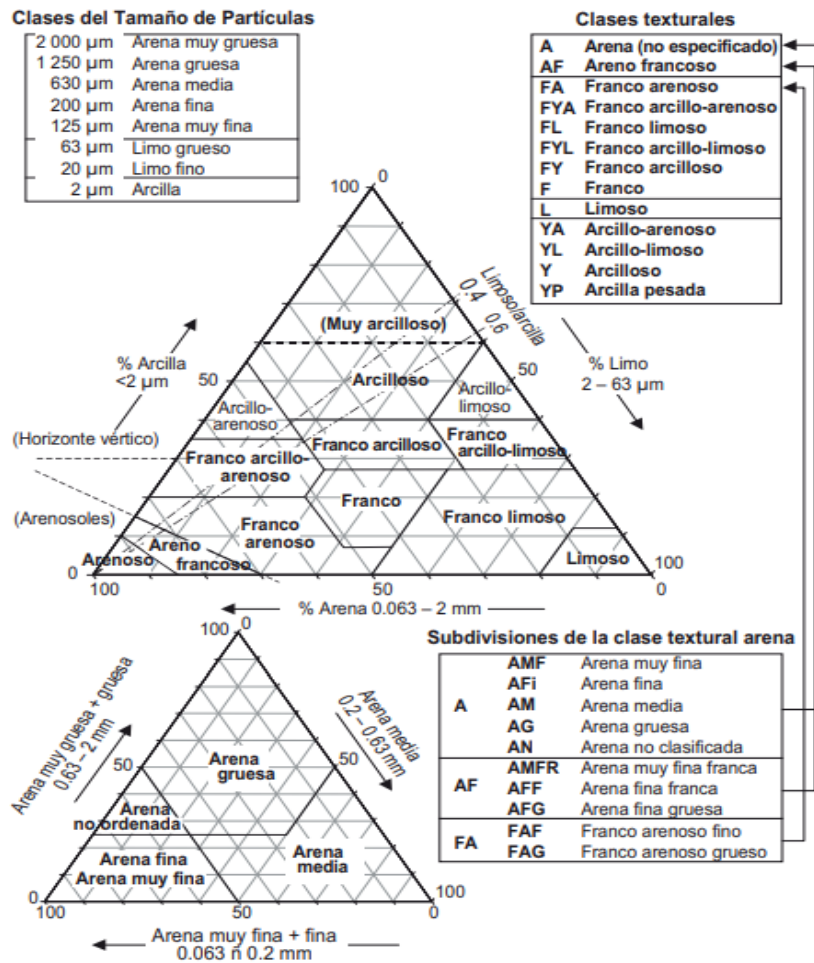 Clases del Tamaño de Partículas
2 000 µm Arena muy gruesa
1 250 µm Arena gruesa
630 µm Arena media
200 µm Arena fina
125 µm Arena muy fina
63 µm Limo grueso
20 µm Limo fino
2 µm Arcilla
Clases texturales
A Arena (no especificado)
AF Areno francoso
FA Franco arenoso
FYA Franco arcillo-arenoso
FL Franco limoso
FYL Franco arcillo-limoso
FY Franco arcilloso
F Franco
L Limoso
YA Arcillo-arenoso
YL Arcillo-limoso
Y Arcilloso
YP Arcilla pesada
100 0
Limoso/arcilla
0.4
0.6
(Muy arcilloso)
% Arcilla
<2 µm
% Limo
2 – 63 µm
50 50
Arcilloso
Arcillo-
limoso
Arcillo-
arenoso
(Horizonte vértico)
Franco arcilloso
Franco
arcillo-limoso
Franco arcillo-
arenoso
Franco
(Arenosoles)
Franco
arenoso
Franco limoso
Arenoso
Areno
francoso
Limoso
0 100
100 50 0
% Arena 0.063 – 2 mm
100 0
Arena muy gruesa + gruesa
0.63 – 2 mm
Arena media
0.2 – 0.63 mm
50 50
Arena
gruesa
Arena
no ordenada
Arena fina
Arena muy fina
Arena
media
0 100
100 50 0
Arena muy fina + fina
0.063 ñ 0.2 mm
Subdivisiones de la clase textural arena
A
AMF Arena muy fina
AFi Arena fina
AM Arena media
AG Arena gruesa
AN Arena no clasificada
AF
AMFR Arena muy fina franca
AFF Arena fina franca
AFG Arena fina gruesa
FA
FAF Franco arenoso fino
FAG Franco arenoso grueso